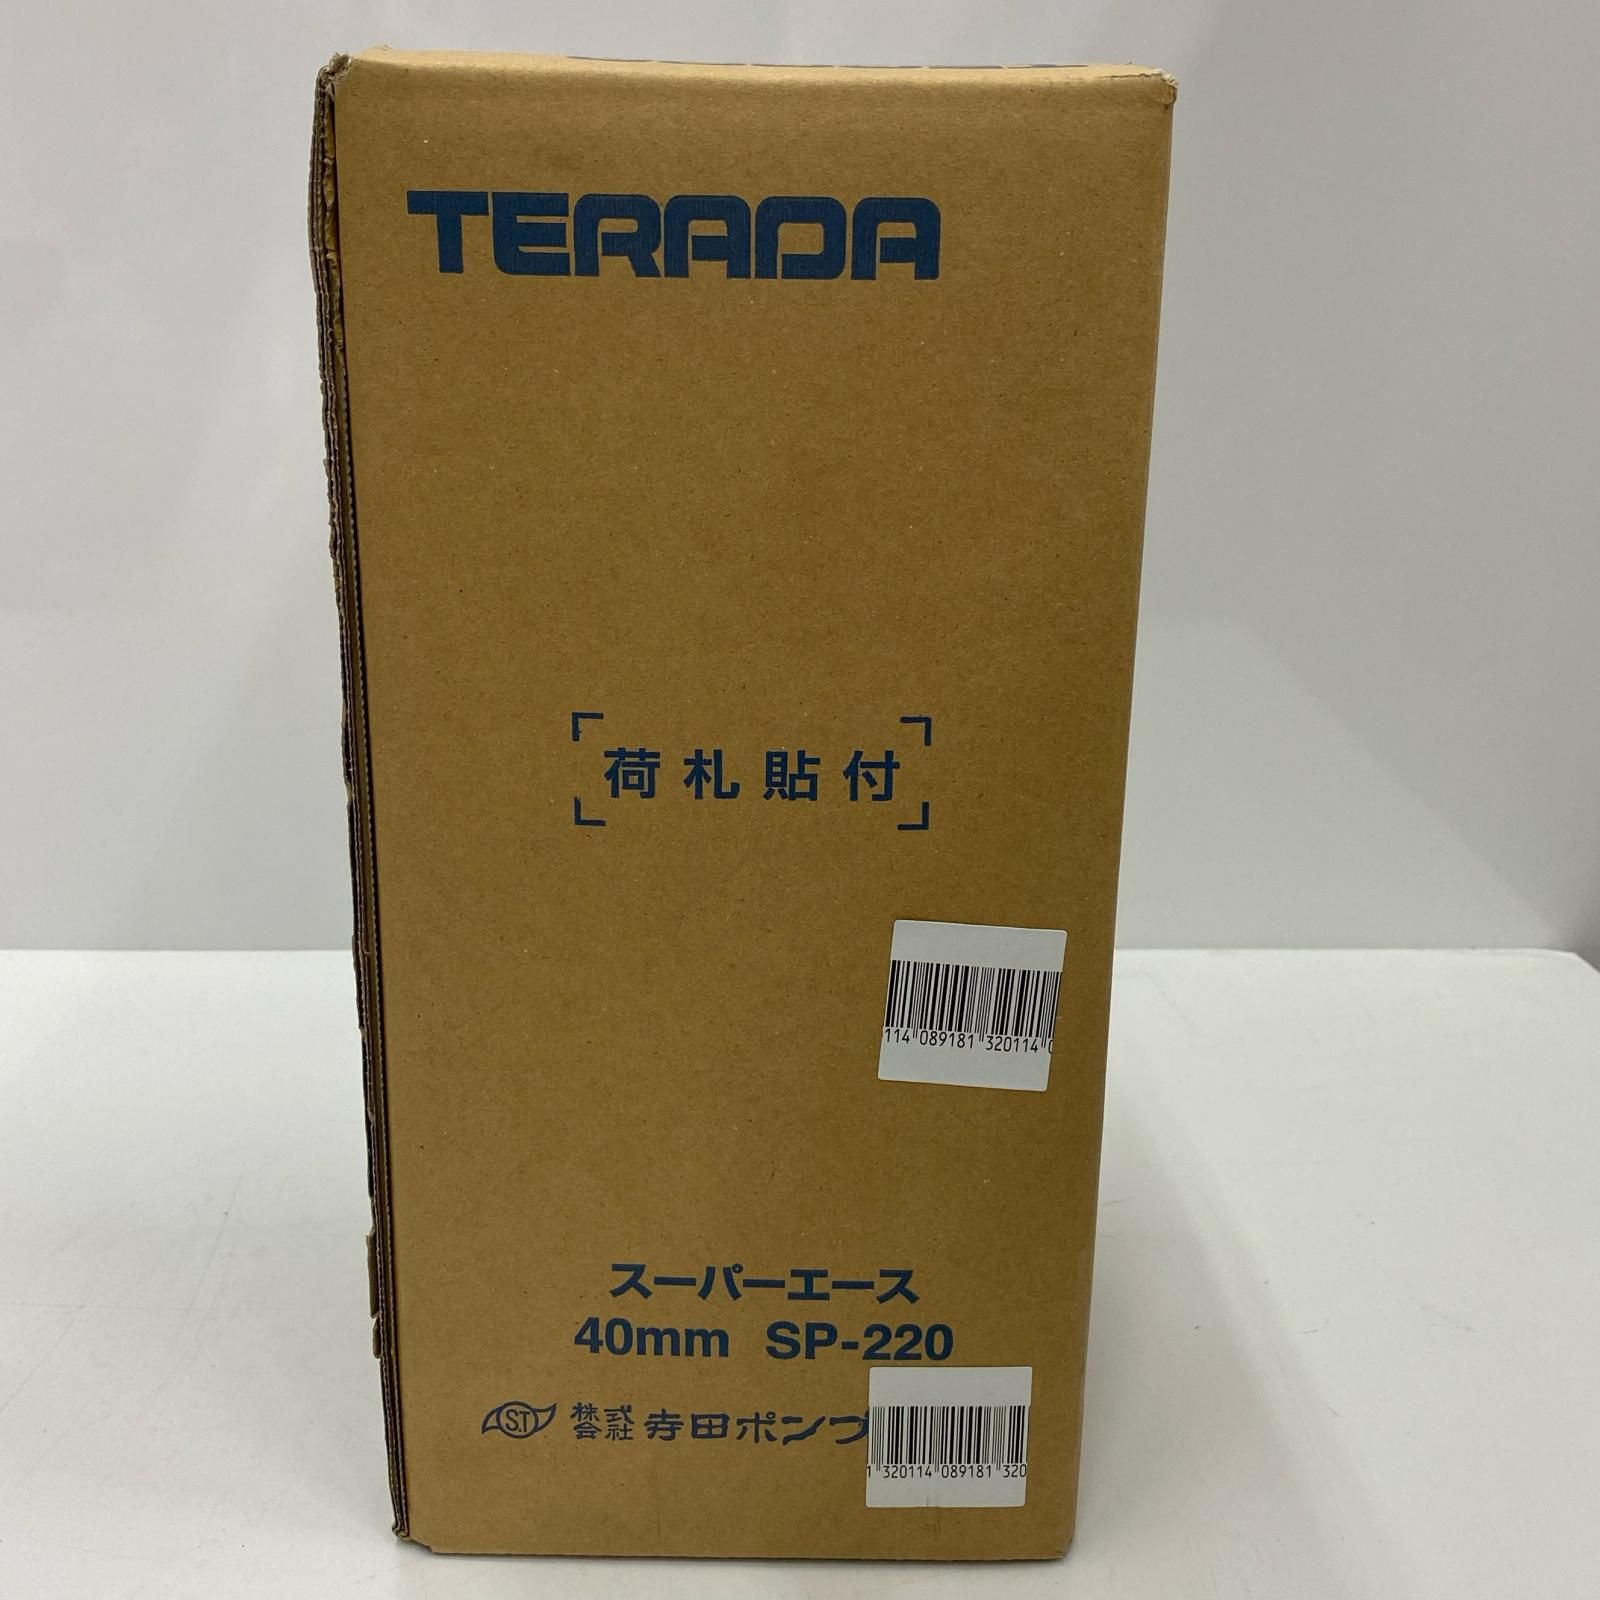 TERADA
荷札貼付
114 089181 320114
スーパーエース
40mm SP-220
S.T 株式会社 寺田ポンプ
1 320114 089181 320